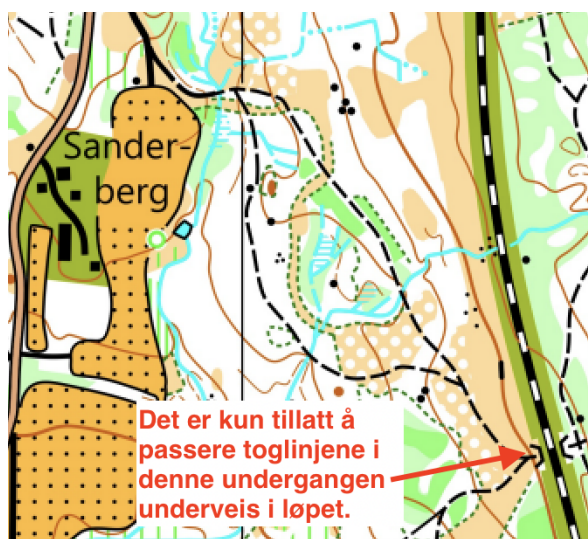 Sander-
berg
Det er kun tillatt å
passere toglinjene i
denne undergangen
underveis i løpet.